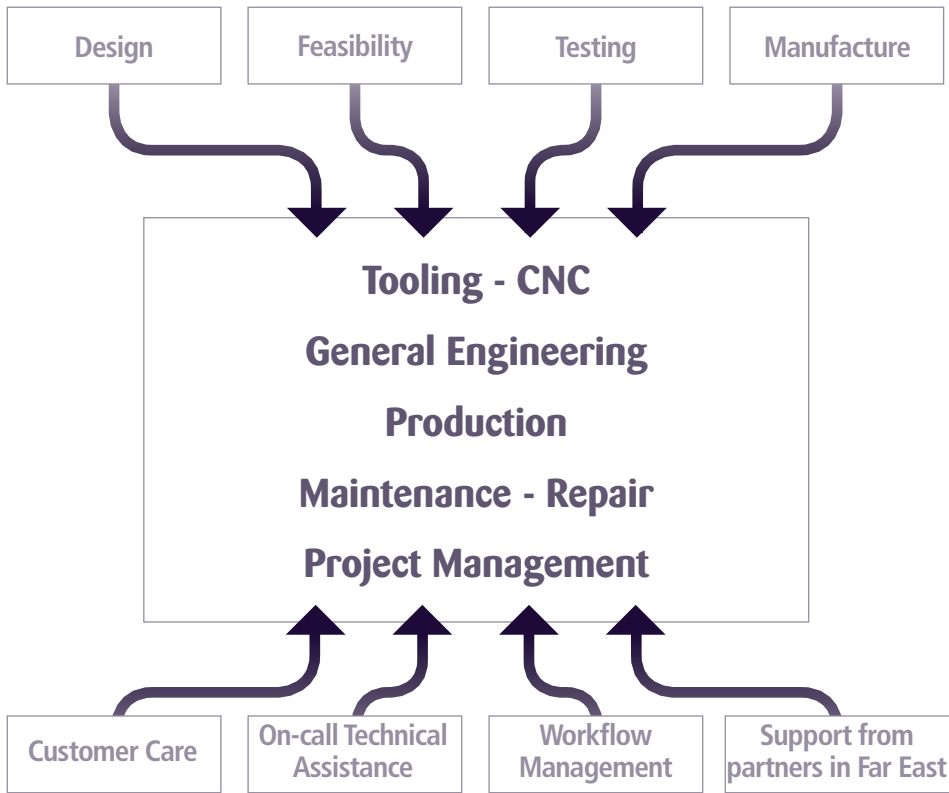 Design
Feasibility
Testing
Manufacture
Tooling - CNC
General Engineering
Production
Maintenance - Repair
Project Management
Customer Care
On-call Technical
Assistance
Workflow
Management
Support from
partners in Far East